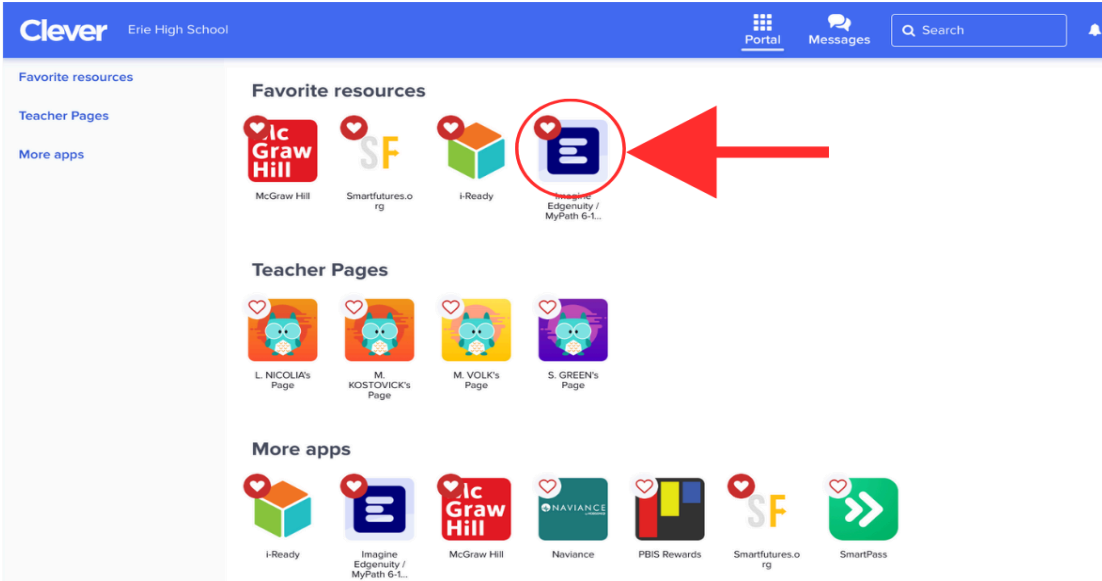 Clever
Erie High School
Portal
Messages
Search
Favorite resources
Teacher Pages
More apps
Favorite resources
Mc
Graw
Hill
SF
McGraw Hill
Smartfutures.o
rg
i-Ready
Imagine
Edgenuity /
MyPath 6-1...
Teacher Pages
L. NICOLIA's
Page
M.
KOSTOVICK's
Page
M. VOLK's
Page
S. GREEN's
Page
More apps
Mc
Graw
Hill
NAVIANCE
SF
i-Ready
Imagine
Edgenuity /
MyPath 6-1...
McGraw Hill
Naviance
PBIS Rewards
Smartfutures.o
rg
SmartPass